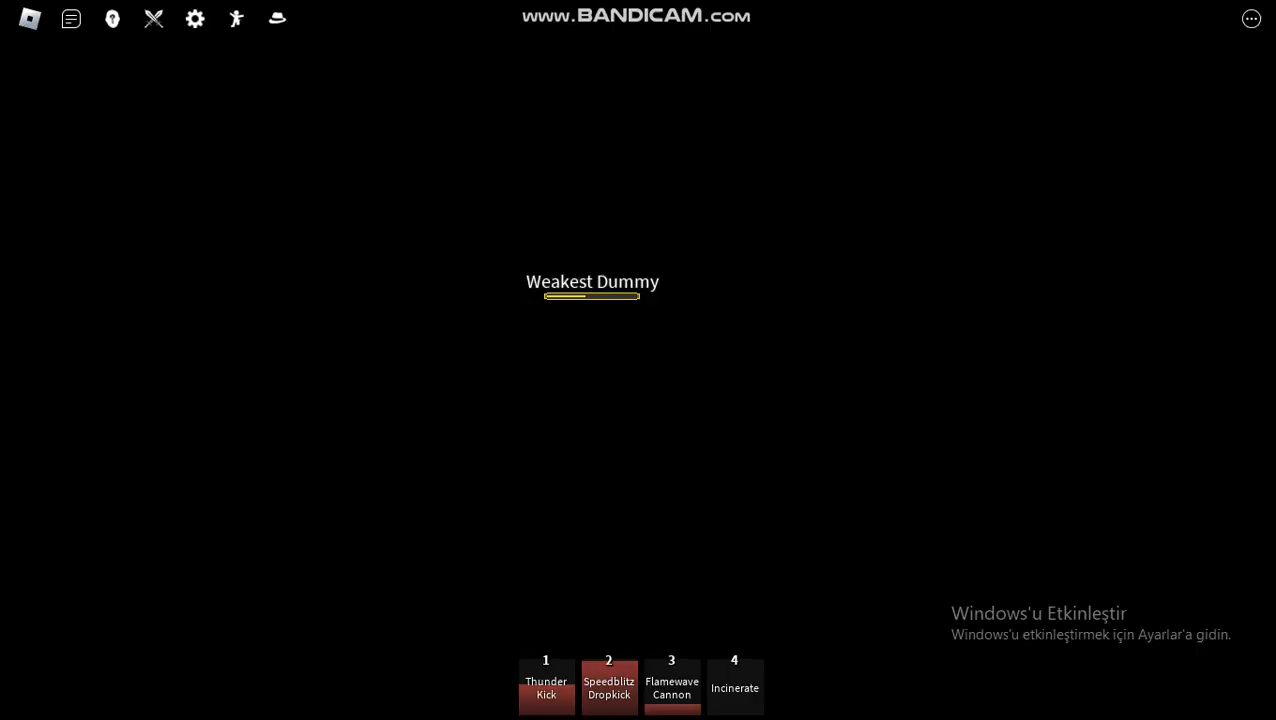 www.BANDICAM.com
Weakest Dummy
Windows'u Etkinleştir
Windows'u etkinleştirmek için Ayarlar'a gidin.
1
Thunder
Kick
2
Speedblitz
Dropkick
3
Flamewave
Cannon
4
Incinerate